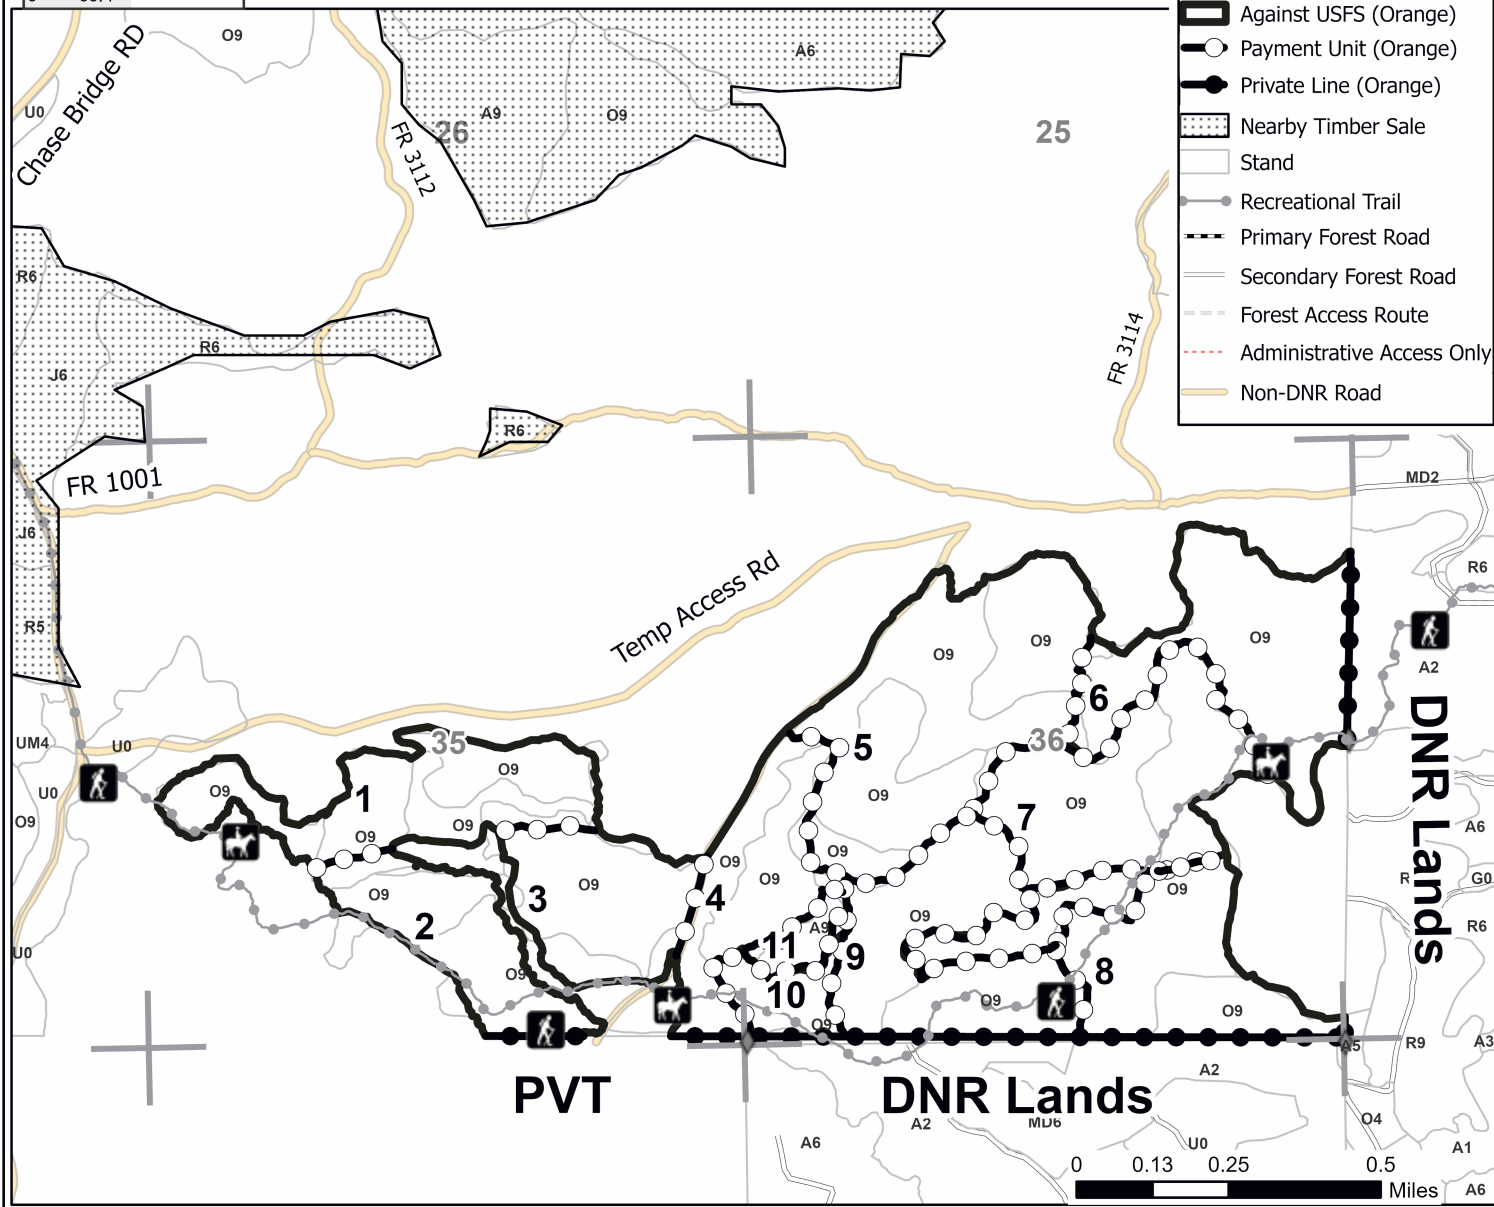 Against USFS (Orange)
Payment Unit (Orange)
Private Line (Orange)
Nearby Timber Sale
Stand
Recreational Trail
Primary Forest Road
Secondary Forest Road
Forest Access Route
Administrative Access Only
Non-DNR Road
O9
A6
Chase Bridge RD
U0
A9
O9
26
25
FR 3112
R6
R6
J6
FR 3114
R6
FR 1001
MD2
J6
R6
R5
Temp Access Rd
O9
O9
O9
A2
6
UM4
U0
35
36
5
DNR Lands
O9
U0
O9
1
O9
O9
7
O9
O9
O9
O9
A6
O9
O9
O9
O9
3
4
O9
O9
G0
2
O9
A9
R6
11
9
U0
O9
10
8
O9
O9
O9
A5
R9
A3
PVT
DNR Lands
A2
A2
MD6
O4
A6
U0
A1
0 0.13 0.25 0.5
Miles
A6